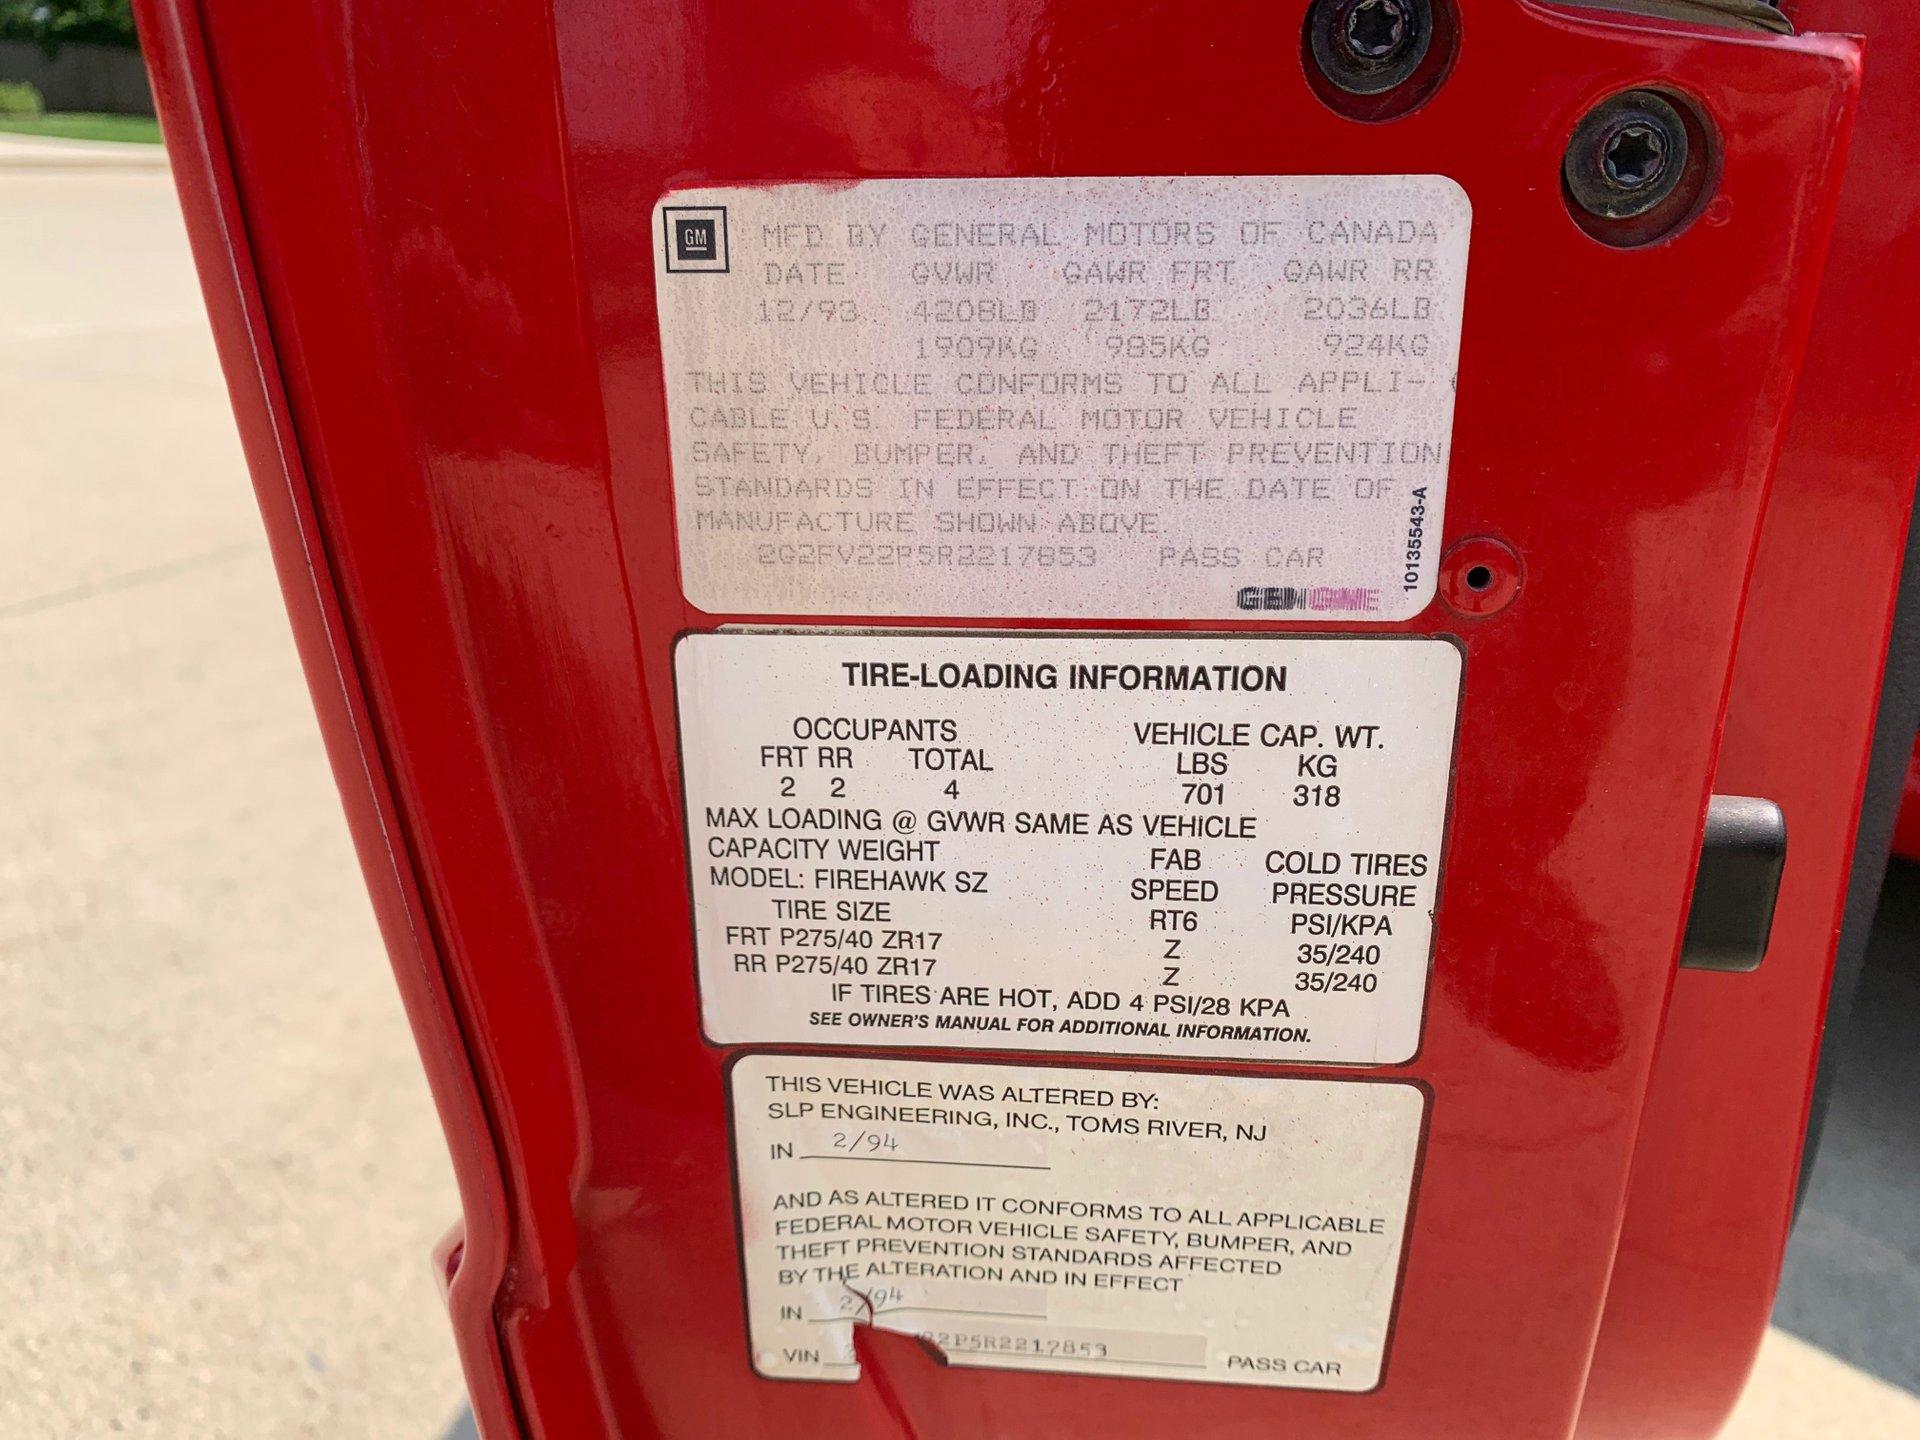 GM
MFD BY GENERAL MOTORS OF CANADA
DATE GVWR GAWR FRT GAWR RR
12/93 4208LB 2172LB 2036LB
1909KG 985KG 924KG
THIS VEHICLE CONFORMS TO ALL APPLI-
CABLE U.S. FEDERAL MOTOR VEHICLE
SAFETY, BUMPER, AND THEFT PREVENTION
STANDARDS IN EFFECT ON THE DATE OF
MANUFACTURE SHOWN ABOVE.
2G2FV22P5R2217853 PASS CAR
10135543-A
TIRE-LOADING INFORMATION
OCCUPANTS VEHICLE CAP. WT.
FRT RR TOTAL LBS KG
2 2 4 701 318
MAX LOADING @ GVWR SAME AS VEHICLE
CAPACITY WEIGHT FAB COLD TIRES
MODEL: FIREHAWK SZ SPEED PRESSURE
TIRE SIZE RT6 PSI/KPA
FRT P275/40 ZR17 Z 35/240
RR P275/40 ZR17 Z 35/240
IF TIRES ARE HOT, ADD 4 PSI/28 KPA
SEE OWNER'S MANUAL FOR ADDITIONAL INFORMATION.
THIS VEHICLE WAS ALTERED BY:
SLP ENGINEERING, INC., TOMS RIVER, NJ
IN 2/94
AND AS ALTERED IT CONFORMS TO ALL APPLICABLE
FEDERAL MOTOR VEHICLE SAFETY, BUMPER, AND
THEFT PREVENTION STANDARDS AFFECTED
BY THE ALTERATION AND IN EFFECT
IN 2/94
VIN 22P5R2217853 PASS CAR